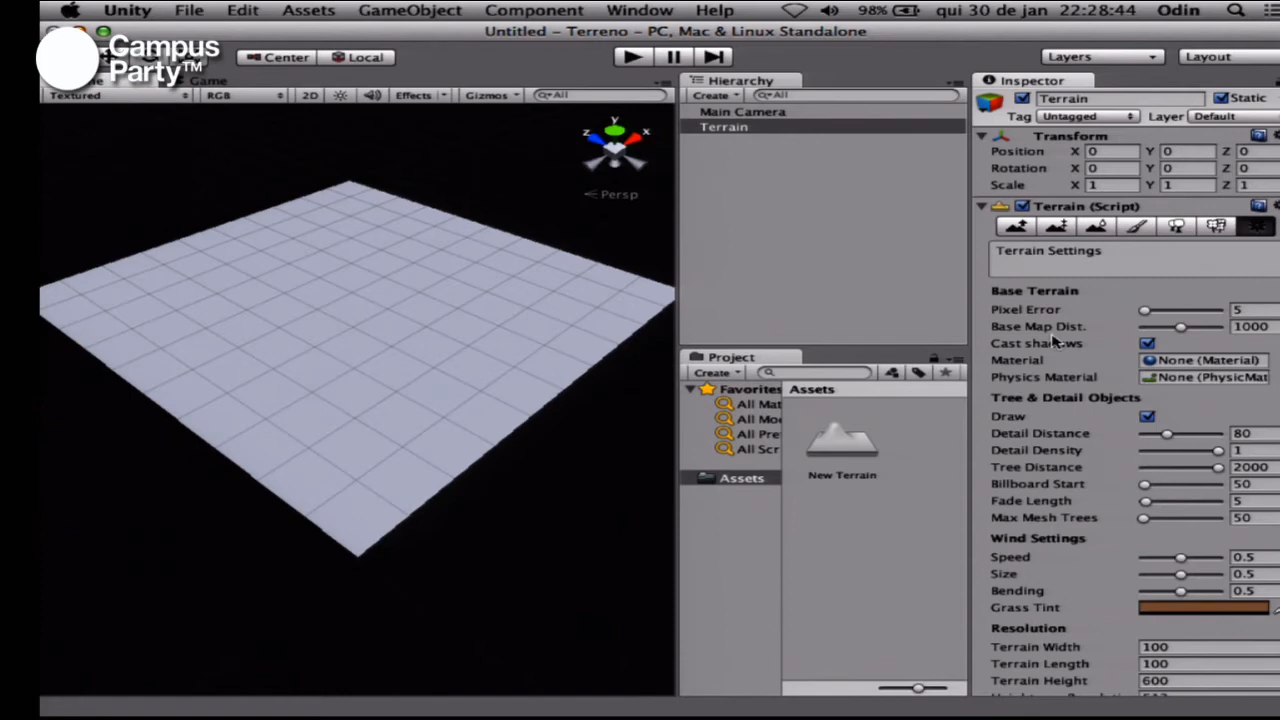 Unity File Edit Assets GameObject Component Window Help 98% qui 30 de jan 22:28:44 Odin
Untitled – Terreno – PC, Mac & Linux Standalone
Campus
Party™
Center Local Layers Layout
Game Hierarchy Inspector
Textured RGB 2D Effects Gizmos All
Create All
Main Camera
Terrain
Terrain Static
Tag Untagged Layer Default
Transform
Position X 0 Y 0 Z 0
Rotation X 0 Y 0 Z 0
Scale X 1 Y 1 Z 1
y
z x
Persp
Terrain (Script)
Terrain Settings
Base Terrain
Pixel Error 5
Base Map Dist. 1000
Cast shadows
Material None (Material)
Physics Material None (PhysicMat
Project
Create
Favorites
All Mat
All Mo
All Pre
All Scr
Assets
Assets
New Terrain
Tree & Detail Objects
Draw
Detail Distance 80
Detail Density 1
Tree Distance 2000
Billboard Start 50
Fade Length 5
Max Mesh Trees 50
Wind Settings
Speed 0.5
Size 0.5
Bending 0.5
Grass Tint
Resolution
Terrain Width 100
Terrain Length 100
Terrain Height 600